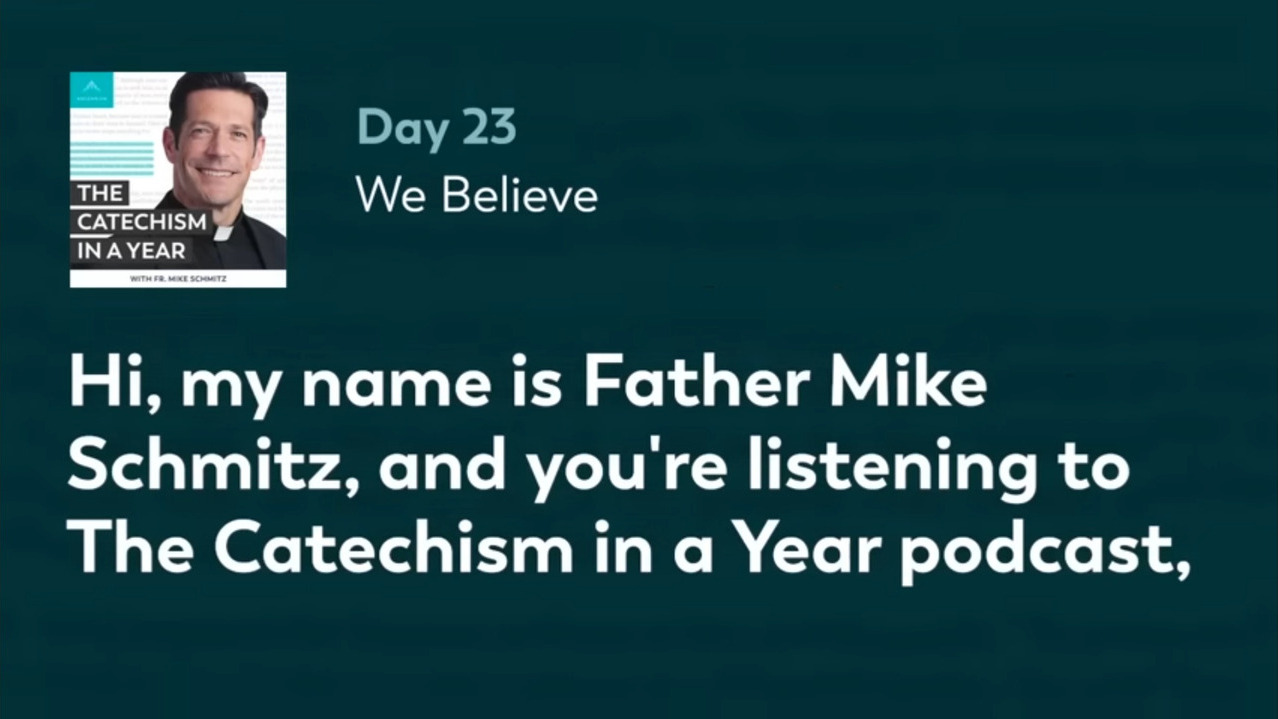 Day 23
We Believe
THE
CATECHISM
IN A YEAR
WITH FR. MIKE SCHMITZ
Hi, my name is Father Mike
Schmitz, and you're listening to
The Catechism in a Year podcast,